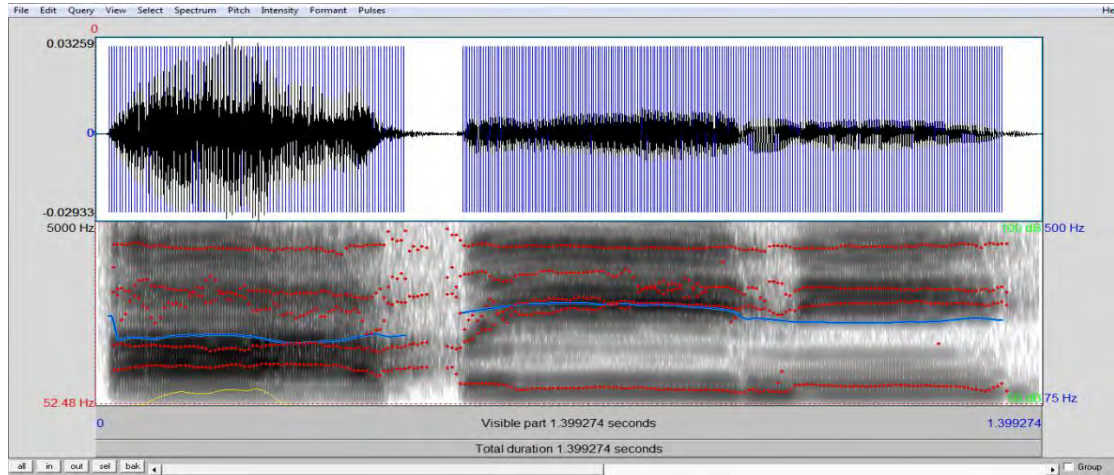 File Edit Query View Select Spectrum Pitch Intensity Formant Pulses
0
0.03259
0
-0.02933
5000 Hz
100 dB 500 Hz
52.48 Hz
75 Hz
0 Visible part 1.399274 seconds 1.399274
Total duration 1.399274 seconds
all in out sel bak Group